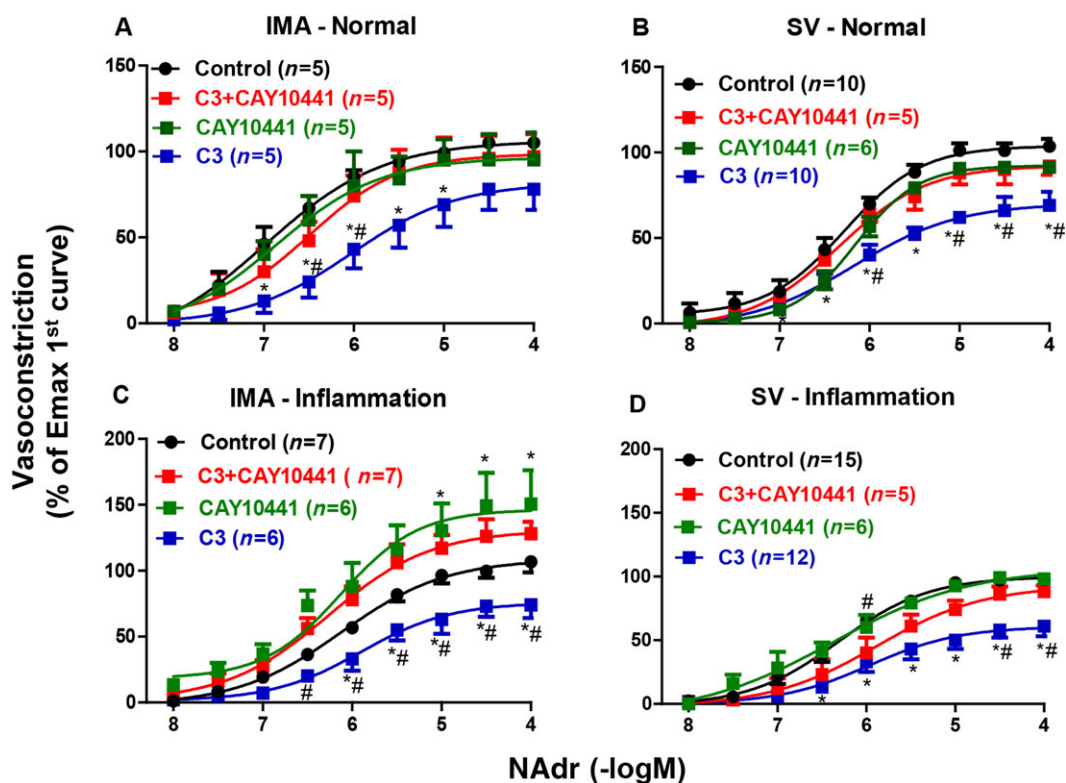 A IMA - Normal
150
100
50
0
Control (n=5)
C3+CAY10441 (n=5)
CAY10441 (n=5)
C3 (n=5)
*
*#
*#
*
*
8 7 6 5 4
B SV - Normal
150
100
50
0
Control (n=10)
C3+CAY10441 (n=5)
CAY10441 (n=6)
C3 (n=10)
*
*
*#
*
*#
*#
*#
8 7 6 5 4
C IMA - Inflammation
200
150
100
50
0
Control (n=7)
C3+CAY10441 ( n=7)
CAY10441 (n=6)
C3 (n=6)
*
*
*
#
*#
*#
*#
*#
*#
8 7 6 5 4
D SV - Inflammation
200
150
100
50
0
Control (n=15)
C3+CAY10441 (n=5)
CAY10441 (n=6)
C3 (n=12)
#
*
*
*
*
*#
*#
8 7 6 5 4
Vasoconstriction
(% of Emax 1st curve)
NAdr (-logM)